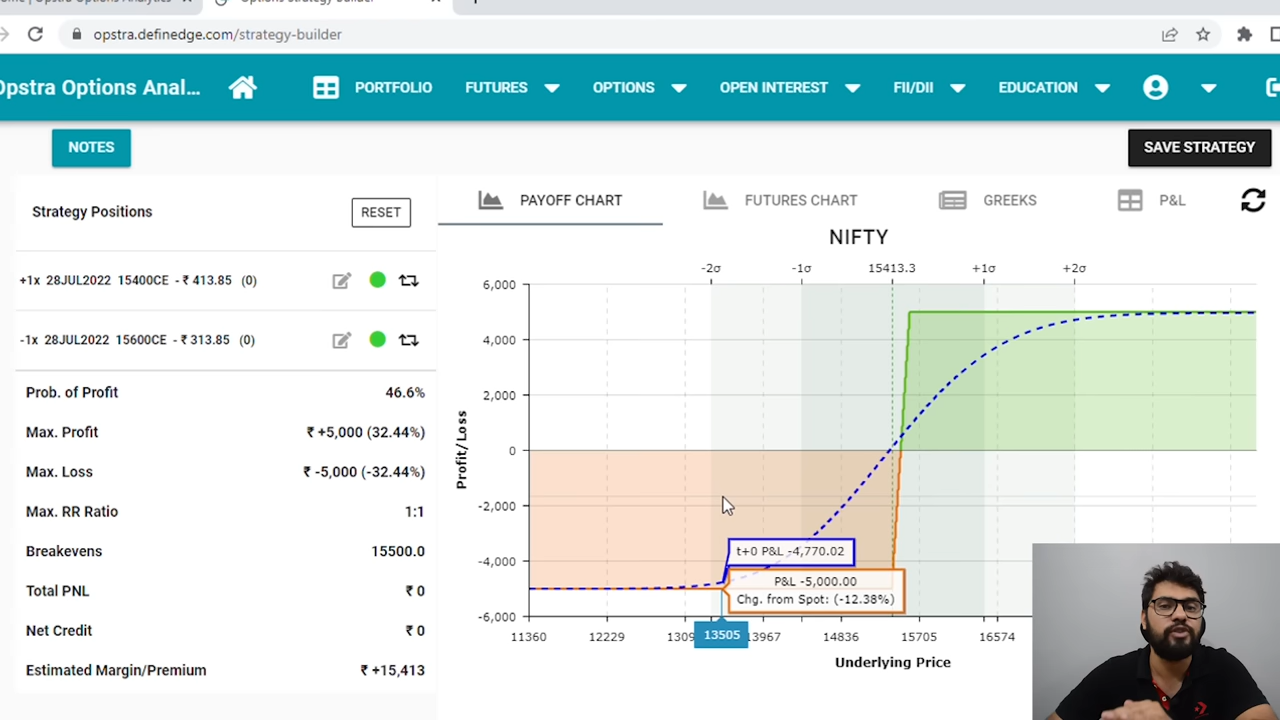 Options Strategy Builder
opstra.definedge.com/strategy-builder
Opstra Options Anal... PORTFOLIO FUTURES OPTIONS OPEN INTEREST FII/DII EDUCATION
NOTES
SAVE STRATEGY
Strategy Positions RESET
+1x 28JUL2022 15400CE - ₹ 413.85 (0)
-1x 28JUL2022 15600CE - ₹ 313.85 (0)
Prob. of Profit 46.6%
Max. Profit ₹ +5,000 (32.44%)
Max. Loss ₹ -5,000 (-32.44%)
Max. RR Ratio 1:1
Breakevens 15500.0
Total PNL ₹ 0
Net Credit ₹ 0
Estimated Margin/Premium ₹ +15,413
PAYOFF CHART FUTURES CHART GREEKS P&L
NIFTY
-2σ -1σ 15413.3 +1σ +2σ
6,000
4,000
2,000
0
-2,000
-4,000
-6,000
Profit/Loss
t+0 P&L -4,770.02
P&L -5,000.00
Chg. from Spot: (-12.38%)
11360 12229 13505 13967 14836 15705 16574
Underlying Price